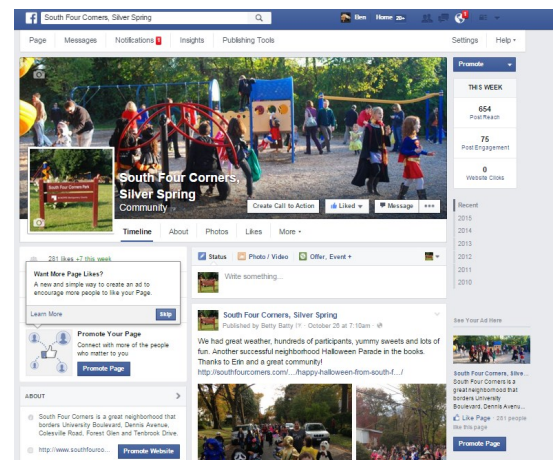 South Four Corners, Silver Spring
Ben Home 20+
Page Messages Notifications 1 Insights Publishing Tools Settings Help
Promote
THIS WEEK
654
Post Reach
75
Post Engagement
0
Website Clicks
South Four Corners Park
South Four Corners,
Silver Spring
Community
Create Call to Action Liked Message
Timeline About Photos Likes More
Recent
2015
2014
2013
2012
2011
2010
281 likes +7 this week
Want More Page Likes?
A new and simple way to create an ad to
encourage more people to like your Page.
Learn More Skip
Promote Your Page
Connect with more of the people
who matter to you
Promote Page
ABOUT
South Four Corners is a great neighborhood that
borders University Boulevard, Dennis Avenue,
Colesville Road, Forest Glen and Tenbrook Drive.
http://www.southfourco... Promote Website
Status Photo / Video Offer, Event +
Write something...
South Four Corners, Silver Spring
Published by Betty Batty · October 26 at 7:10am ·
We had great weather, hundreds of participants, yummy sweets and lots of
fun. Another successful neighborhood Halloween Parade in the books.
Thanks to Erin and a great community!
http://southfourcorners.com/.../happy-halloween-from-south-f.../
See Your Ad Here
South Four Corners, Silve...
South Four Corners is a
great neighborhood that
borders University
Boulevard, Dennis Avenu...
Like Page · 281 people
like this page
Promote Page